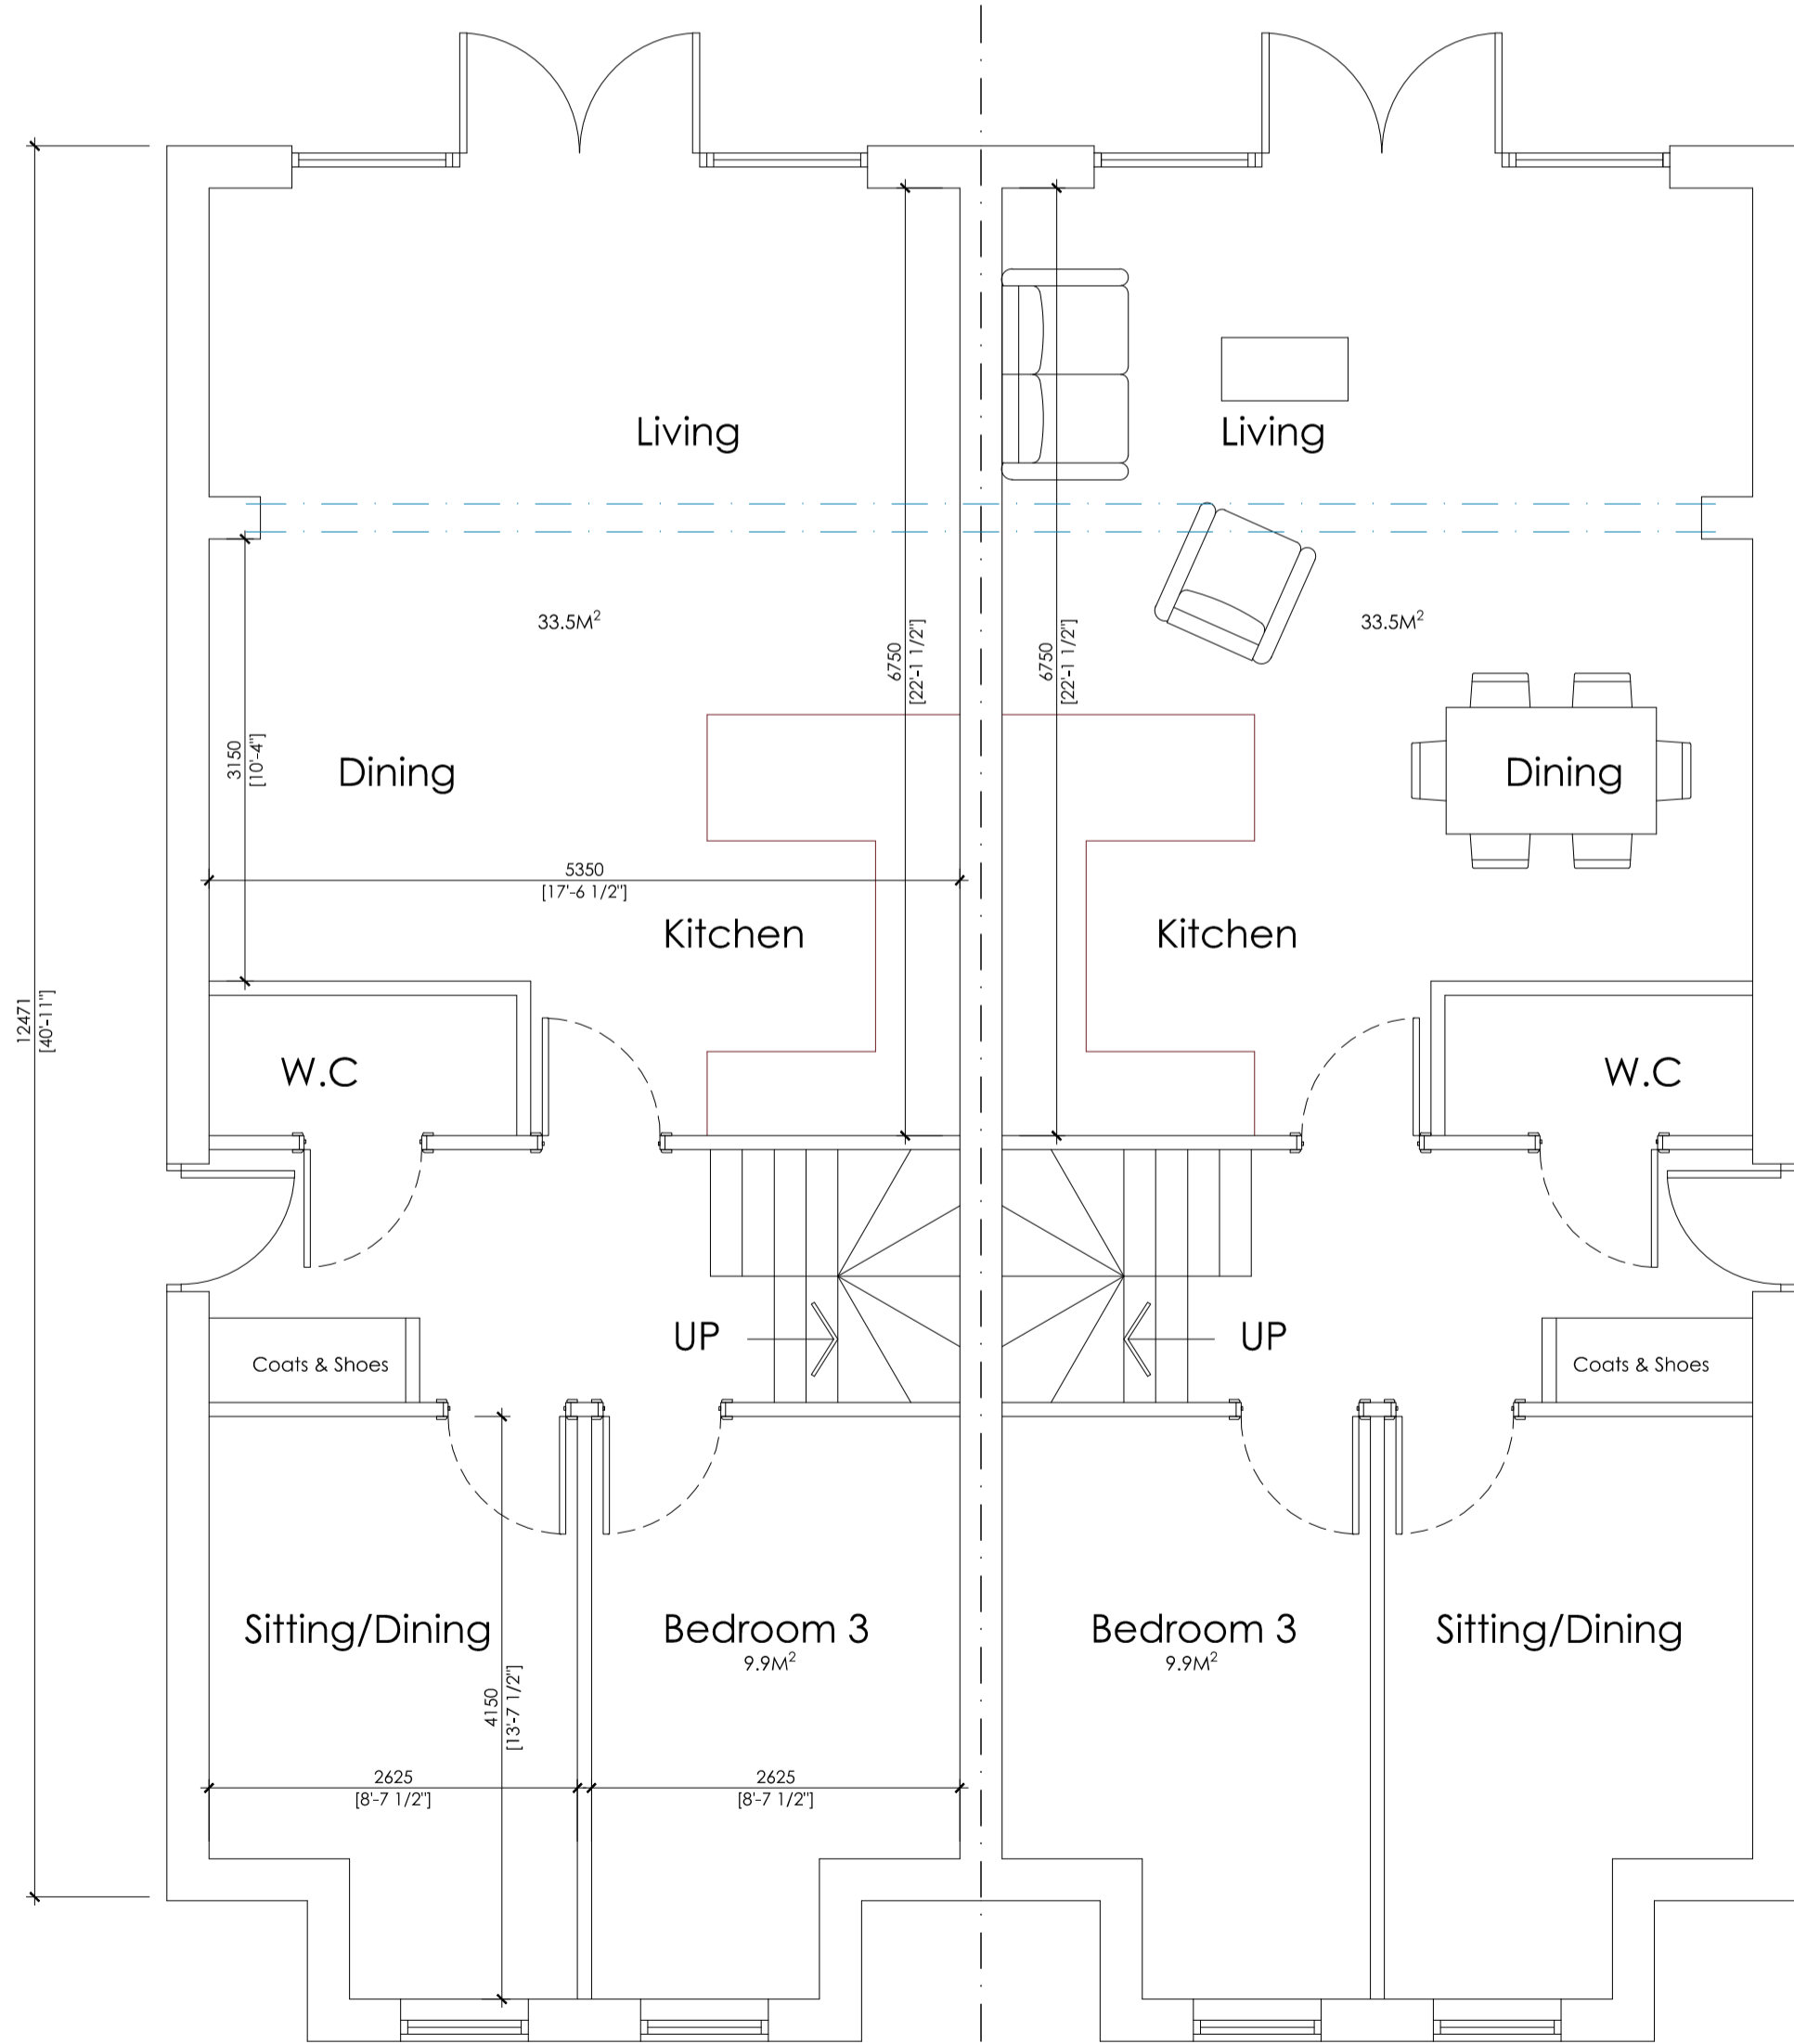 Living
Living
33.5M²
33.5M²
6750
[22'-1 1/2"]
6750
[22'-1 1/2"]
3150
[10'-4"]
Dining
Dining
5350
[17'-6 1/2"]
Kitchen
Kitchen
12471
[40'-11"]
W.C
W.C
UP
UP
Coats & Shoes
Coats & Shoes
Sitting/Dining
Bedroom 3
9.9M²
Bedroom 3
9.9M²
Sitting/Dining
4150
[13'-7 1/2"]
2625
[8'-7 1/2"]
2625
[8'-7 1/2"]